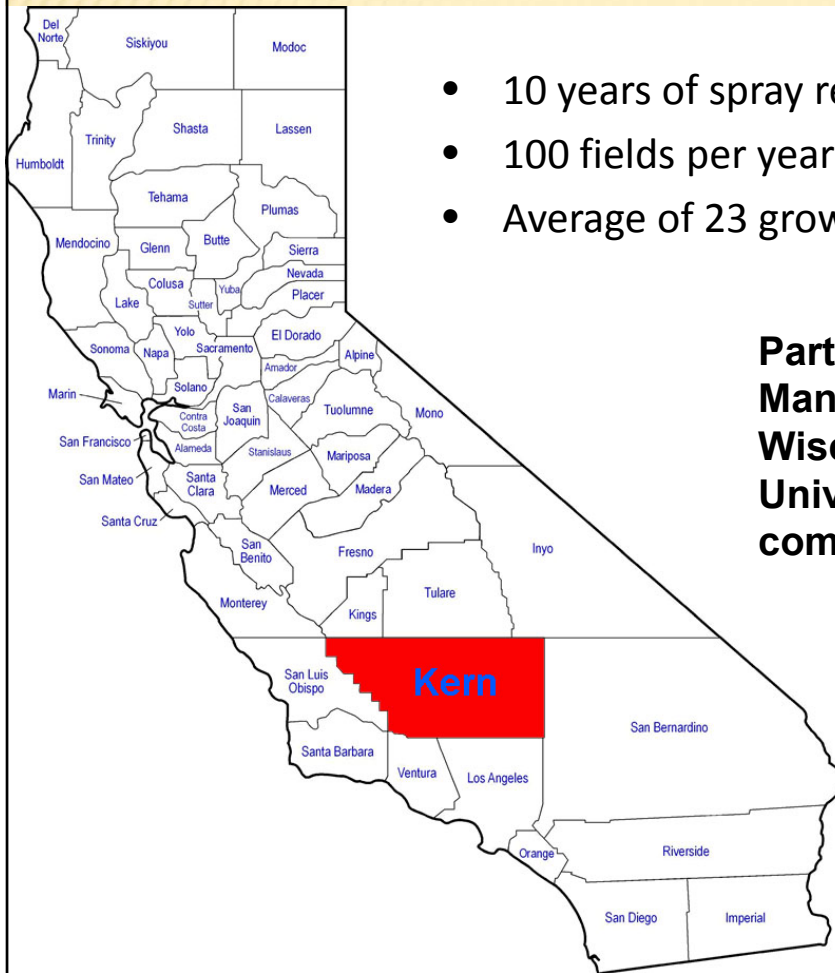 Del
Norte
Siskiyou
Modoc
• 10 years of spray re
• 100 fields per year
• Average of 23 grow
Humboldt
Trinity
Shasta
Lassen
Tehama
Plumas
Mendocino
Glenn
Butte
Sierra
Nevada
Colusa
Yuba
Placer
Lake
Sutter
Yolo
El Dorado
Sonoma
Napa
Sacramento
Alpine
Amador
Solano
Marin
Calaveras
Contra
Costa
San
Joaquin
Tuolumne
Mono
San Francisco
Alameda
Stanislaus
Mariposa
San Mateo
Santa
Clara
Merced
Madera
Santa Cruz
San
Benito
Fresno
Inyo
Monterey
Kings
Tulare
Part
Man
Wisc
Univ
com
San Luis
Obispo
Kern
San Bernardino
Santa Barbara
Ventura
Los Angeles
Orange
Riverside
San Diego
Imperial